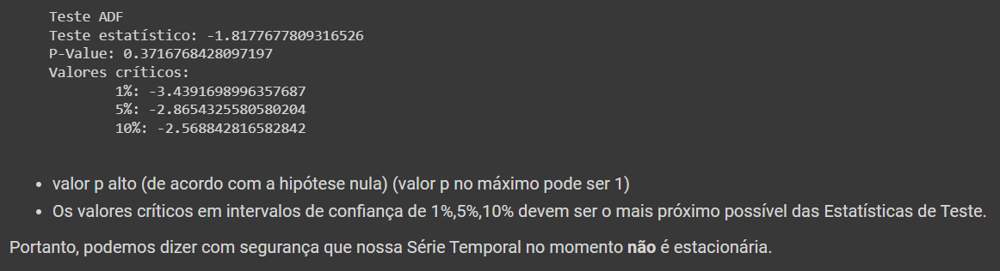 Teste ADF
Teste estatístico: -1.8177677809316526
P-Value: 0.3716768428097197
Valores críticos:
1%: -3.4391698996357687
5%: -2.8654325580580204
10%: -2.568842816582842
• valor p alto (de acordo com a hipótese nula) (valor p no máximo pode ser 1)
• Os valores críticos em intervalos de confiança de 1%,5%,10% devem ser o mais próximo possível das Estatísticas de Teste.
Portanto, podemos dizer com segurança que nossa Série Temporal no momento não é estacionária.